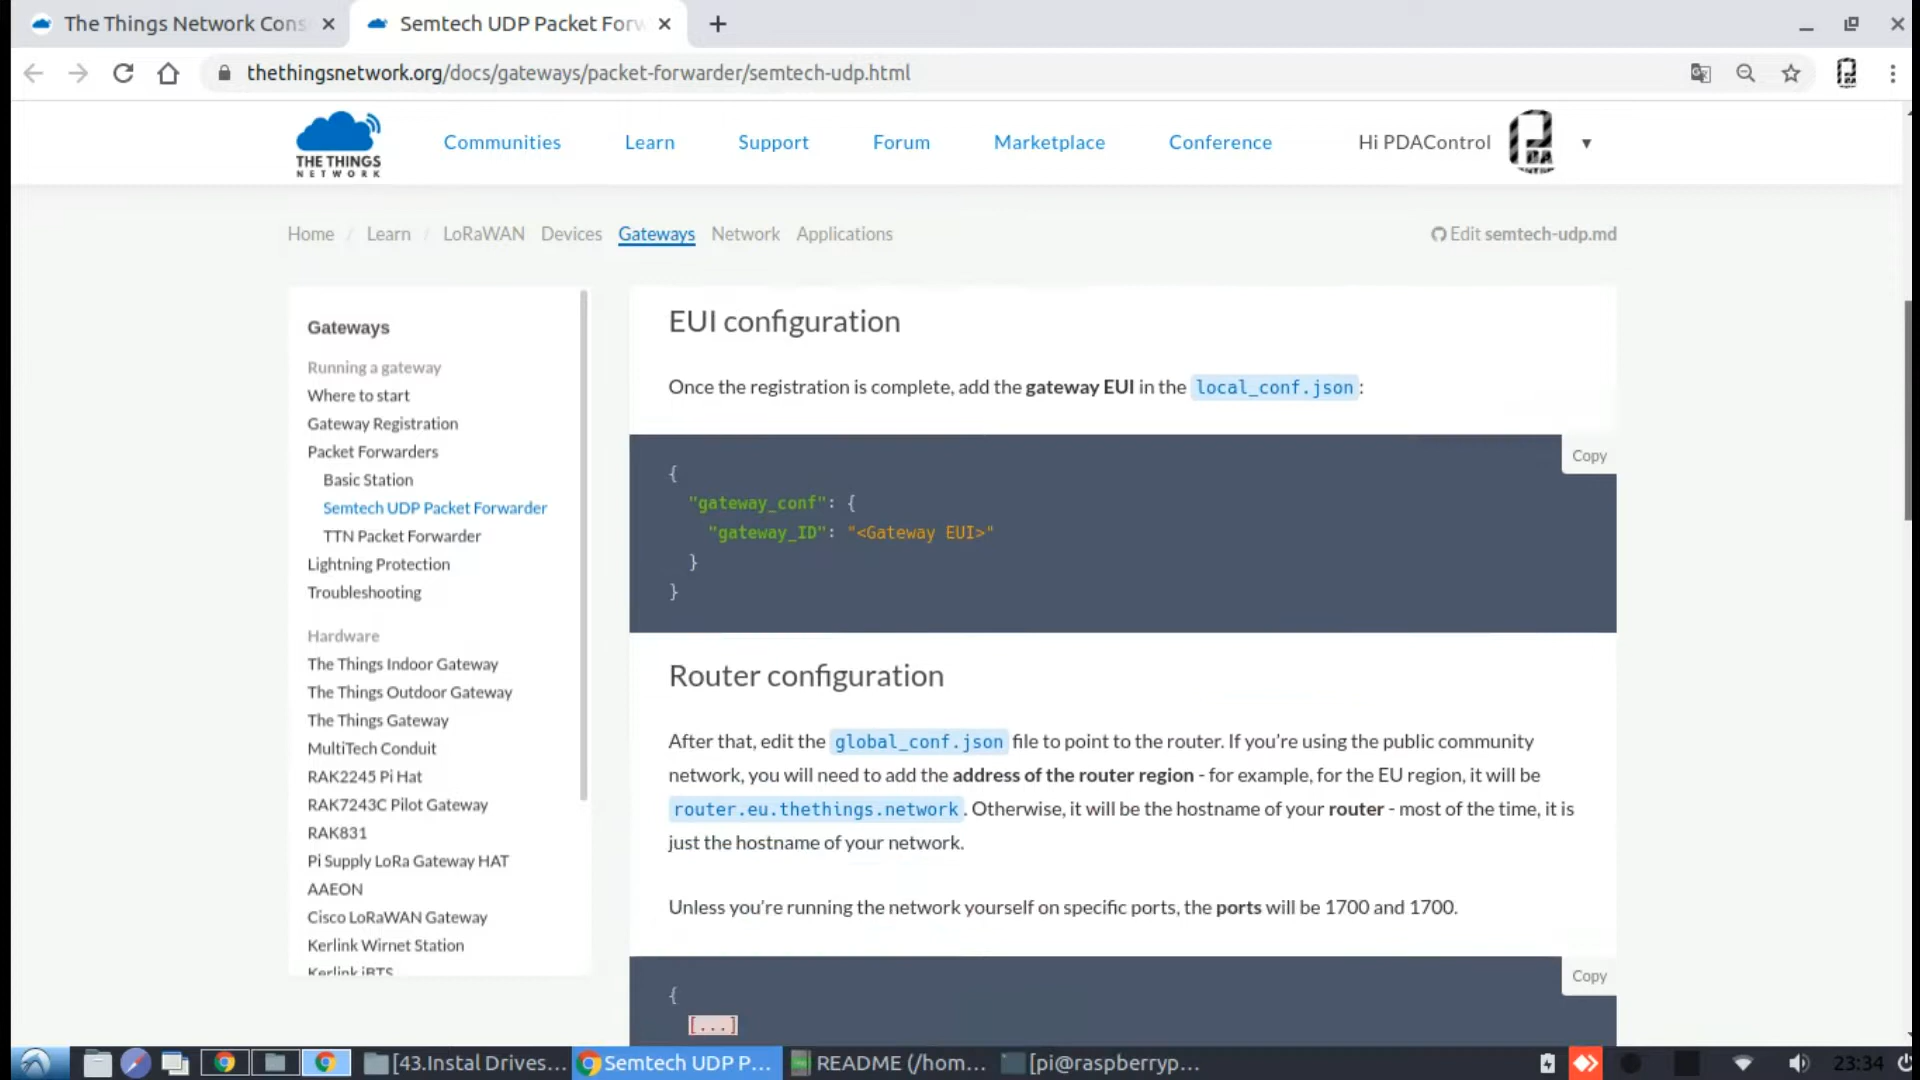 The Things Network Cons
Semtech UDP Packet Forw
thethingsnetwork.org/docs/gateways/packet-forwarder/semtech-udp.html
THE THINGS
NETWORK
Communities
Learn
Support
Forum
Marketplace
Conference
Hi PDAControl
Home / Learn / LoRaWAN Devices Gateways Network Applications
Edit semtech-udp.md
Gateways
Running a gateway
Where to start
Gateway Registration
Packet Forwarders
Basic Station
Semtech UDP Packet Forwarder
TTN Packet Forwarder
Lightning Protection
Troubleshooting
Hardware
The Things Indoor Gateway
The Things Outdoor Gateway
The Things Gateway
MultiTech Conduit
RAK2245 Pi Hat
RAK7243C Pilot Gateway
RAK831
Pi Supply LoRa Gateway HAT
AAEON
Cisco LoRaWAN Gateway
Kerlink Wirnet Station
Kerlink iBTS
EUI configuration
Once the registration is complete, add the gateway EUI in the local_conf.json:
Copy
{
"gateway_conf": {
"gateway_ID": "<Gateway EUI>"
}
}
Router configuration
After that, edit the global_conf.json file to point to the router. If you're using the public community
network, you will need to add the address of the router region - for example, for the EU region, it will be
router.eu.thethings.network. Otherwise, it will be the hostname of your router - most of the time, it is
just the hostname of your network.
Unless you're running the network yourself on specific ports, the ports will be 1700 and 1700.
Copy
{
[...]
[43.Instal Drives...
Semtech UDP P...
README (/hom...
[pi@raspberryp...
23:34